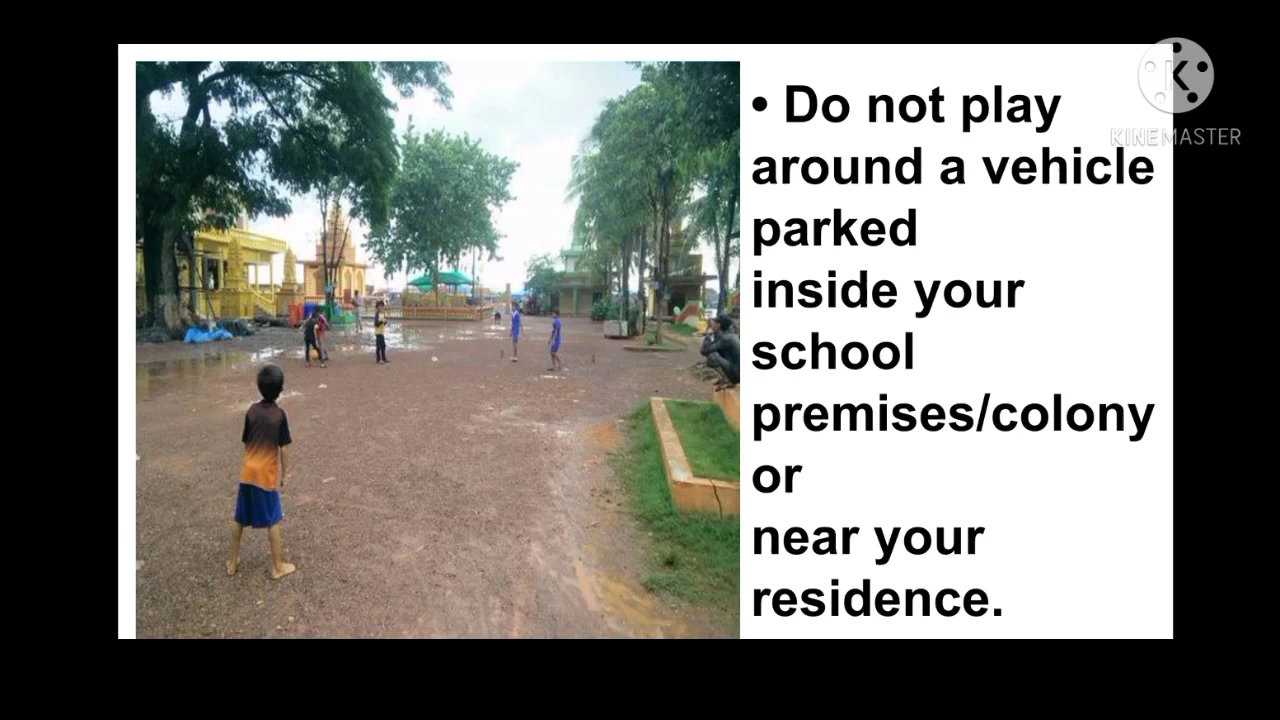 • Do not play
around a vehicle
parked
inside your
school
premises/colony
or
near your
residence.
K
KINEMASTER